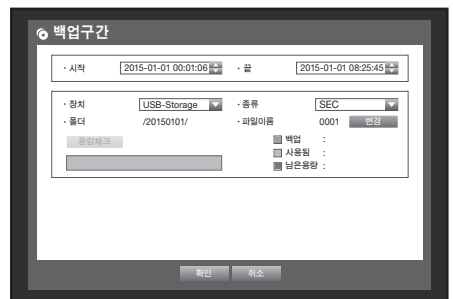 백업구간
· 시작 2015-01-01 00:01:06 · 끝 2015-01-01 08:25:45
· 장치 USB-Storage · 종류 SEC
· 폴더 /20150101/ · 파일이름 0001 변경
용량체크 백업 :
사용됨 :
남은용량 :
확인 취소